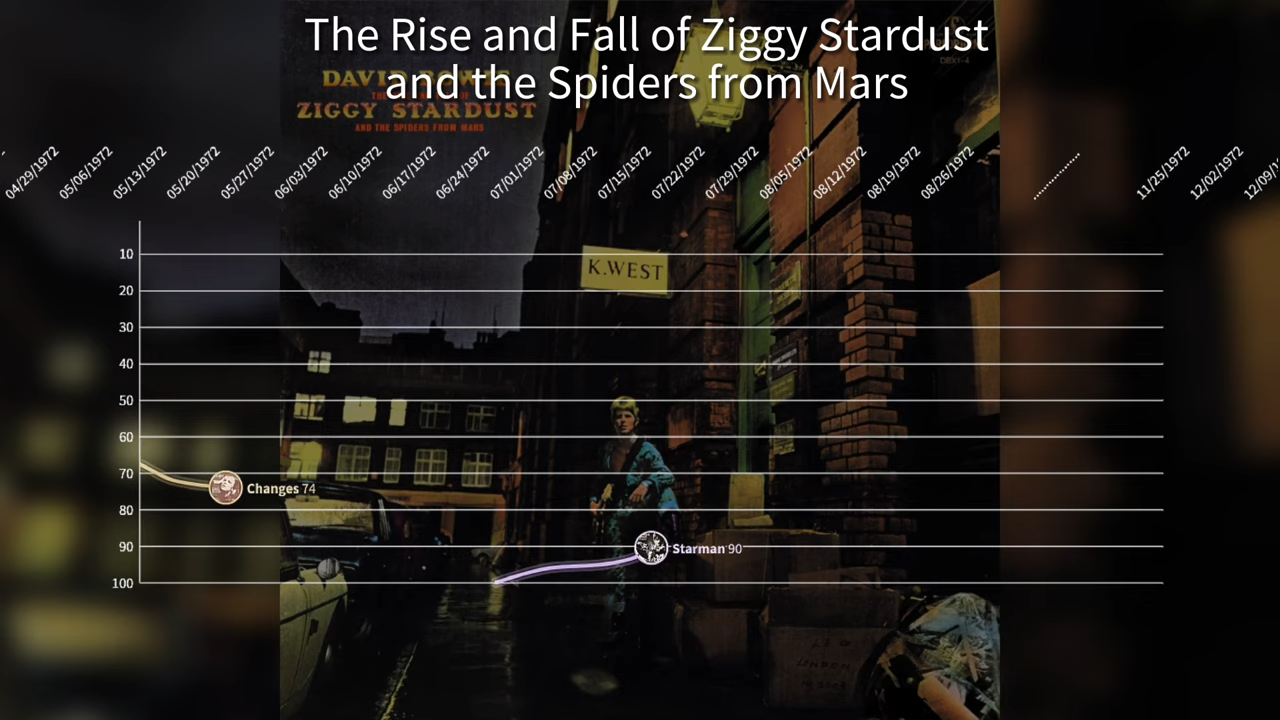 The Rise and Fall of Ziggy Stardust
and the Spiders from Mars
DAVID BOWIE
ZIGGY STARDUST
AND THE SPIDERS FROM MARS
04/29/1972 05/06/1972 05/13/1972 05/20/1972 05/27/1972 06/03/1972 06/10/1972 06/17/1972 06/24/1972 07/01/1972 07/08/1972 07/15/1972 07/22/1972 07/29/1972 08/05/1972 08/12/1972 08/19/1972 08/26/1972 .............. 11/25/1972 12/02/1972 12/09/1
10
K.WEST
20
30
40
50
60
70
Changes 74
80
90
Starman 90
100
LONDON